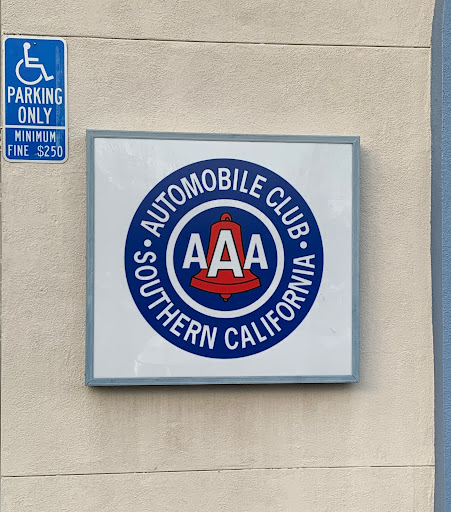 PARKING
ONLY
MINIMUM
FINE $250
• AUTOMOBILE CLUB •
AAA
SOUTHERN CALIFORNIA